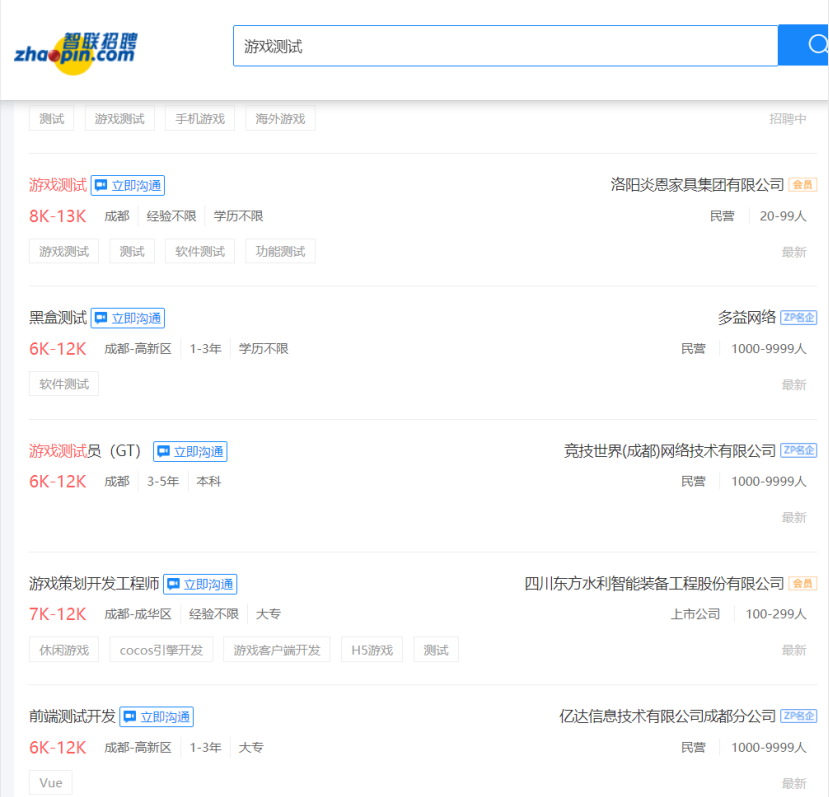 智联招聘
zhaopin.com
游戏测试
测试 游戏测试 手机游戏 海外游戏 招聘中
游戏测试 立即沟通 洛阳炎恩家具集团有限公司 会员
8K-13K 成都 经验不限 学历不限 民营 20-99人
游戏测试 测试 软件测试 功能测试 最新
黑盒测试 立即沟通 多益网络 ZP名企
6K-12K 成都-高新区 1-3年 学历不限 民营 1000-9999人
软件测试 最新
游戏测试员（GT） 立即沟通 竞技世界(成都)网络技术有限公司 ZP名企
6K-12K 成都 3-5年 本科 民营 1000-9999人
最新
游戏策划开发工程师 立即沟通 四川东方水利智能装备工程股份有限公司 会员
7K-12K 成都-成华区 经验不限 大专 上市公司 100-299人
休闲游戏 cocos引擎开发 游戏客户端开发 H5游戏 测试 最新
前端测试开发 立即沟通 亿达信息技术有限公司成都分公司 ZP名企
6K-12K 成都-高新区 1-3年 大专 民营 1000-9999人
Vue 最新